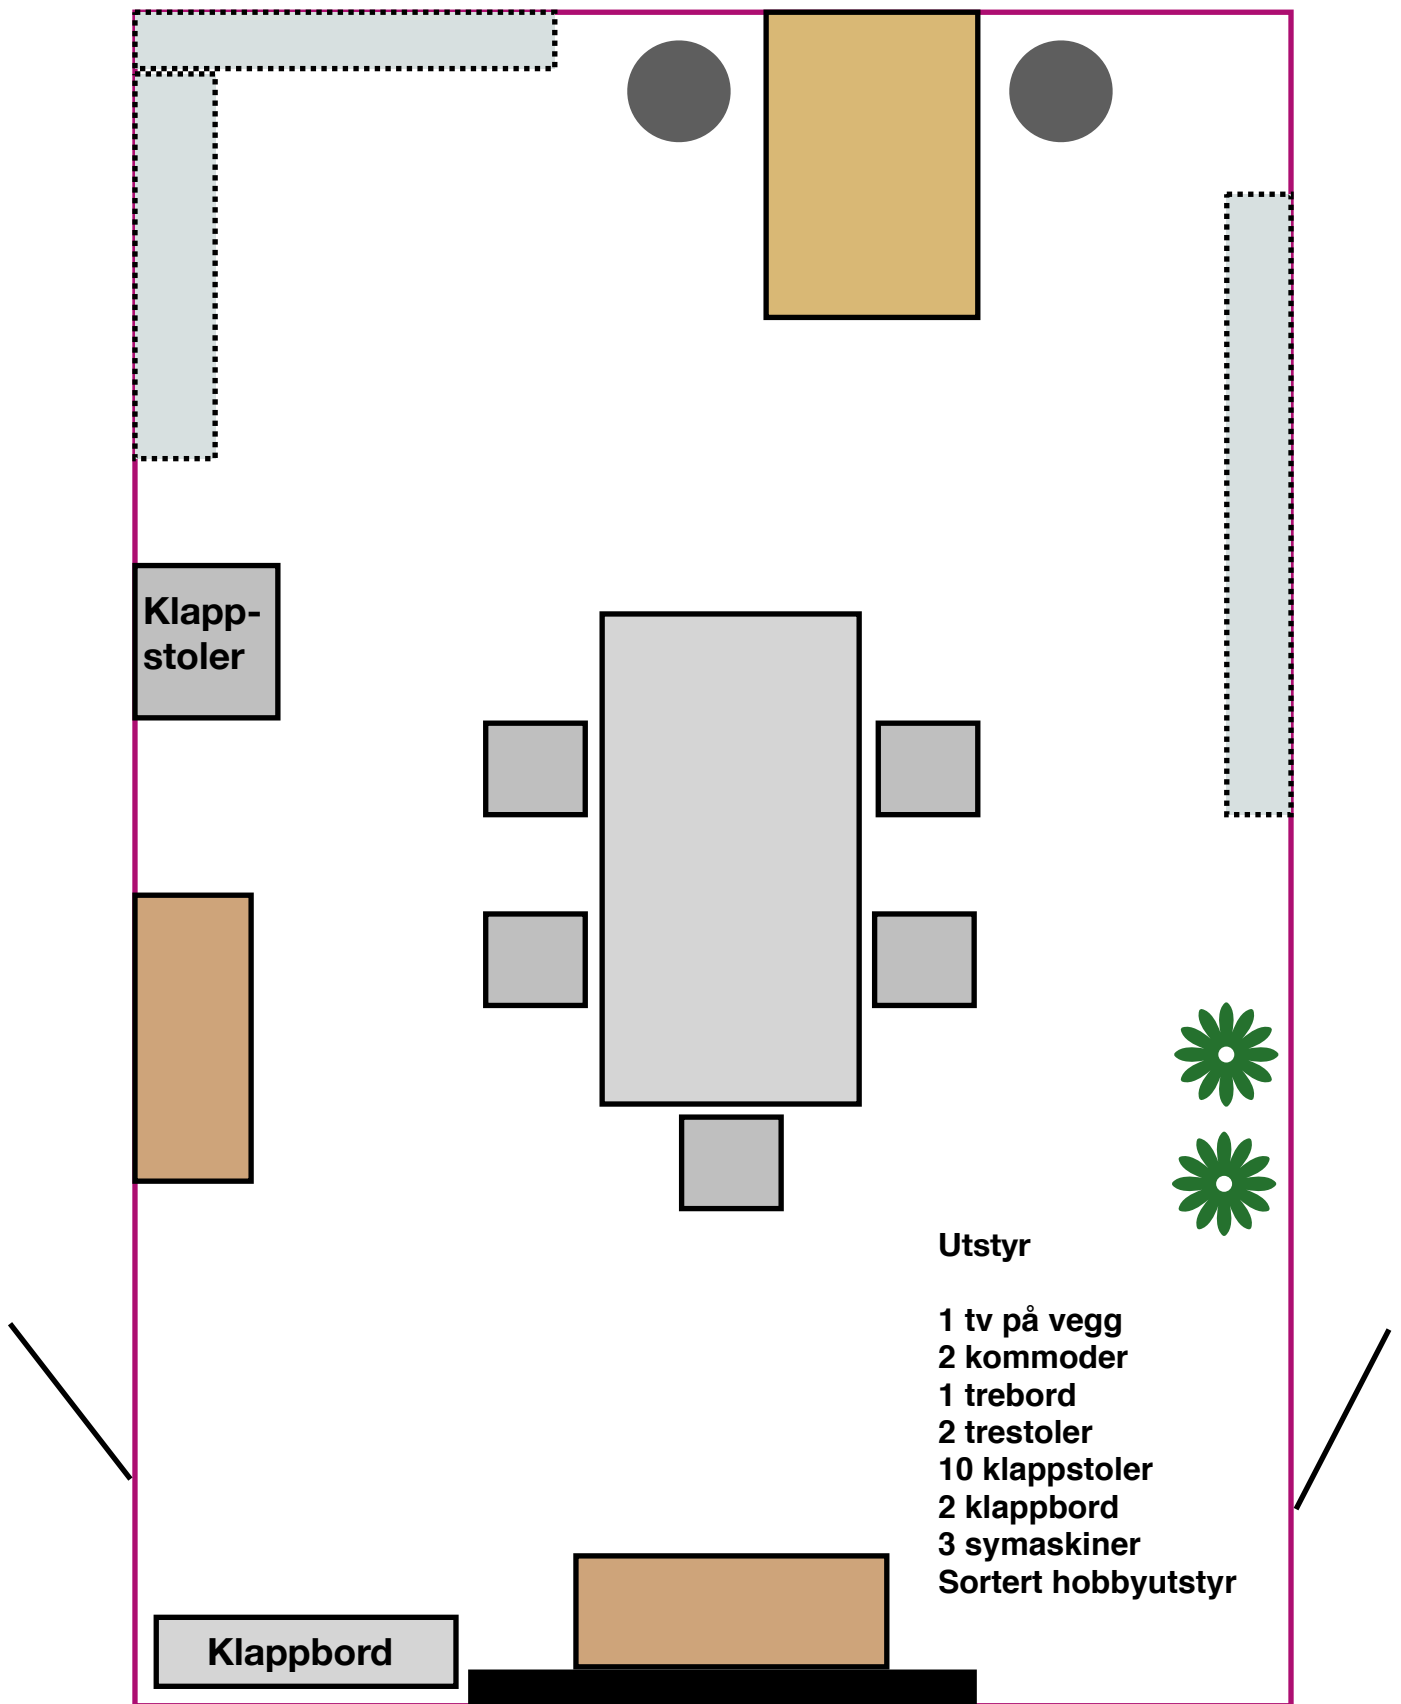 Klapp-
stoler
Utstyr
1 tv på vegg
2 kommoder
1 trebord
2 trestoler
10 klappstoler
2 klappbord
3 symaskiner
Sortert hobbyutstyr
Klappbord